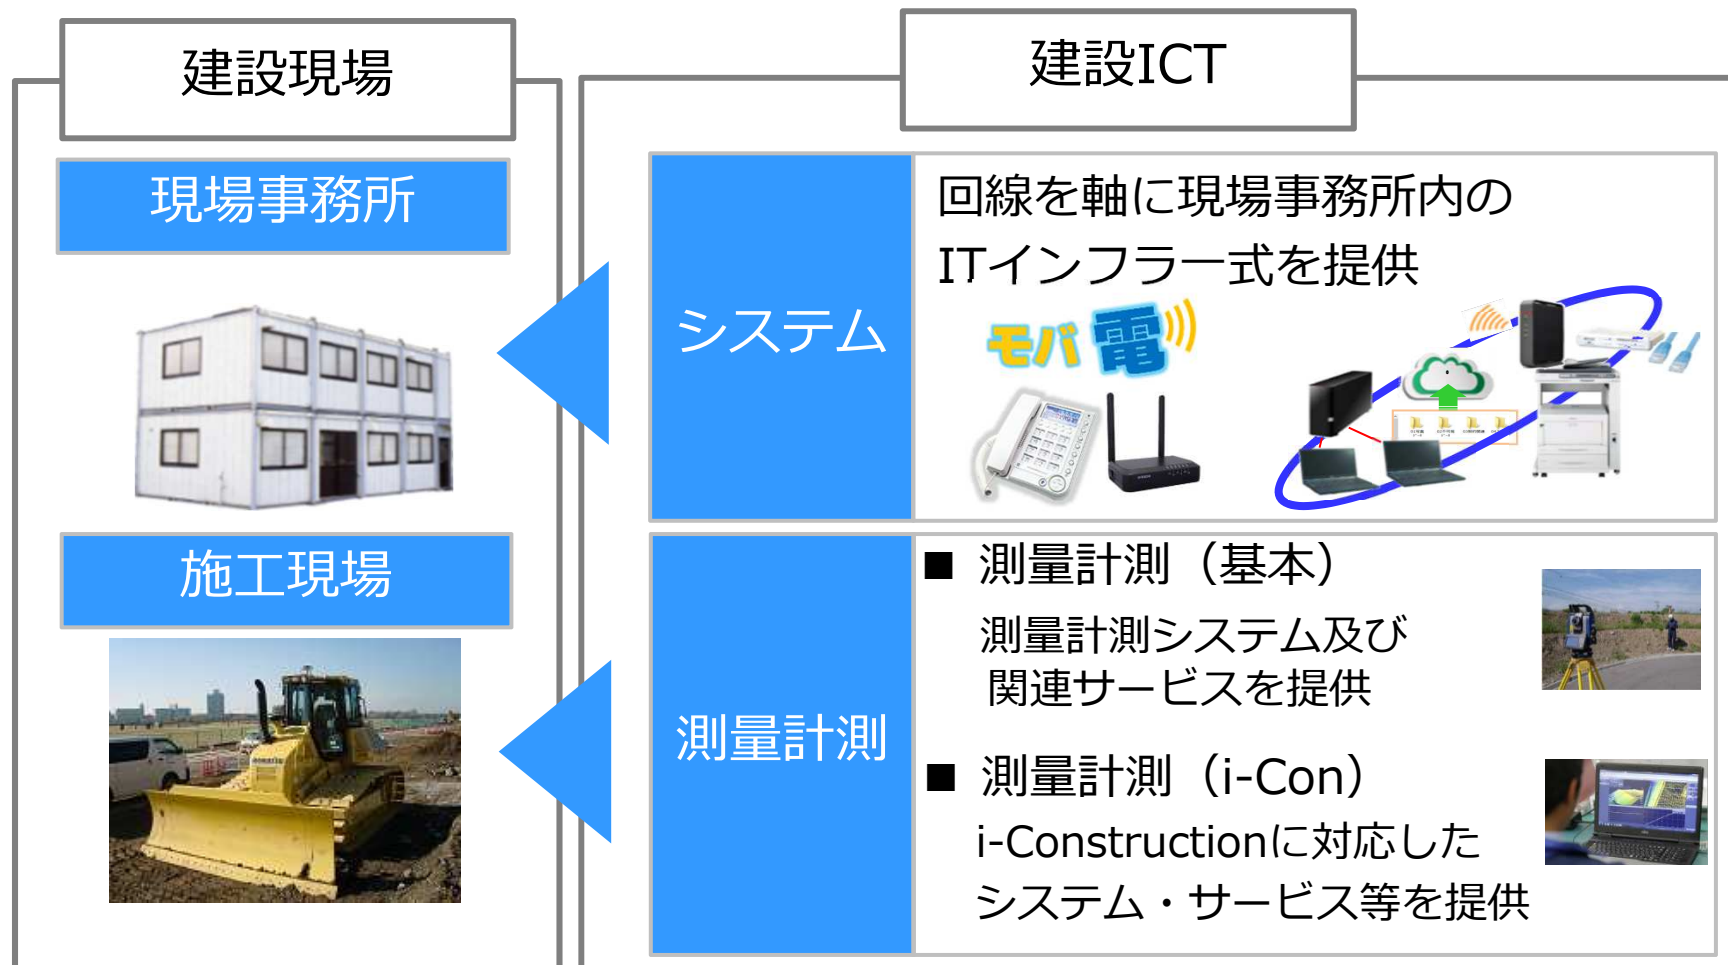 建設現場
建設ICT
現場事務所
システム
回線を軸に現場事務所内の
ITインフラ一式を提供
モバ電
施工現場
測量計測
■ 測量計測（基本）
測量計測システム及び
関連サービスを提供
■ 測量計測（i-Con）
i-Constructionに対応した
システム・サービス等を提供
KOMATSU